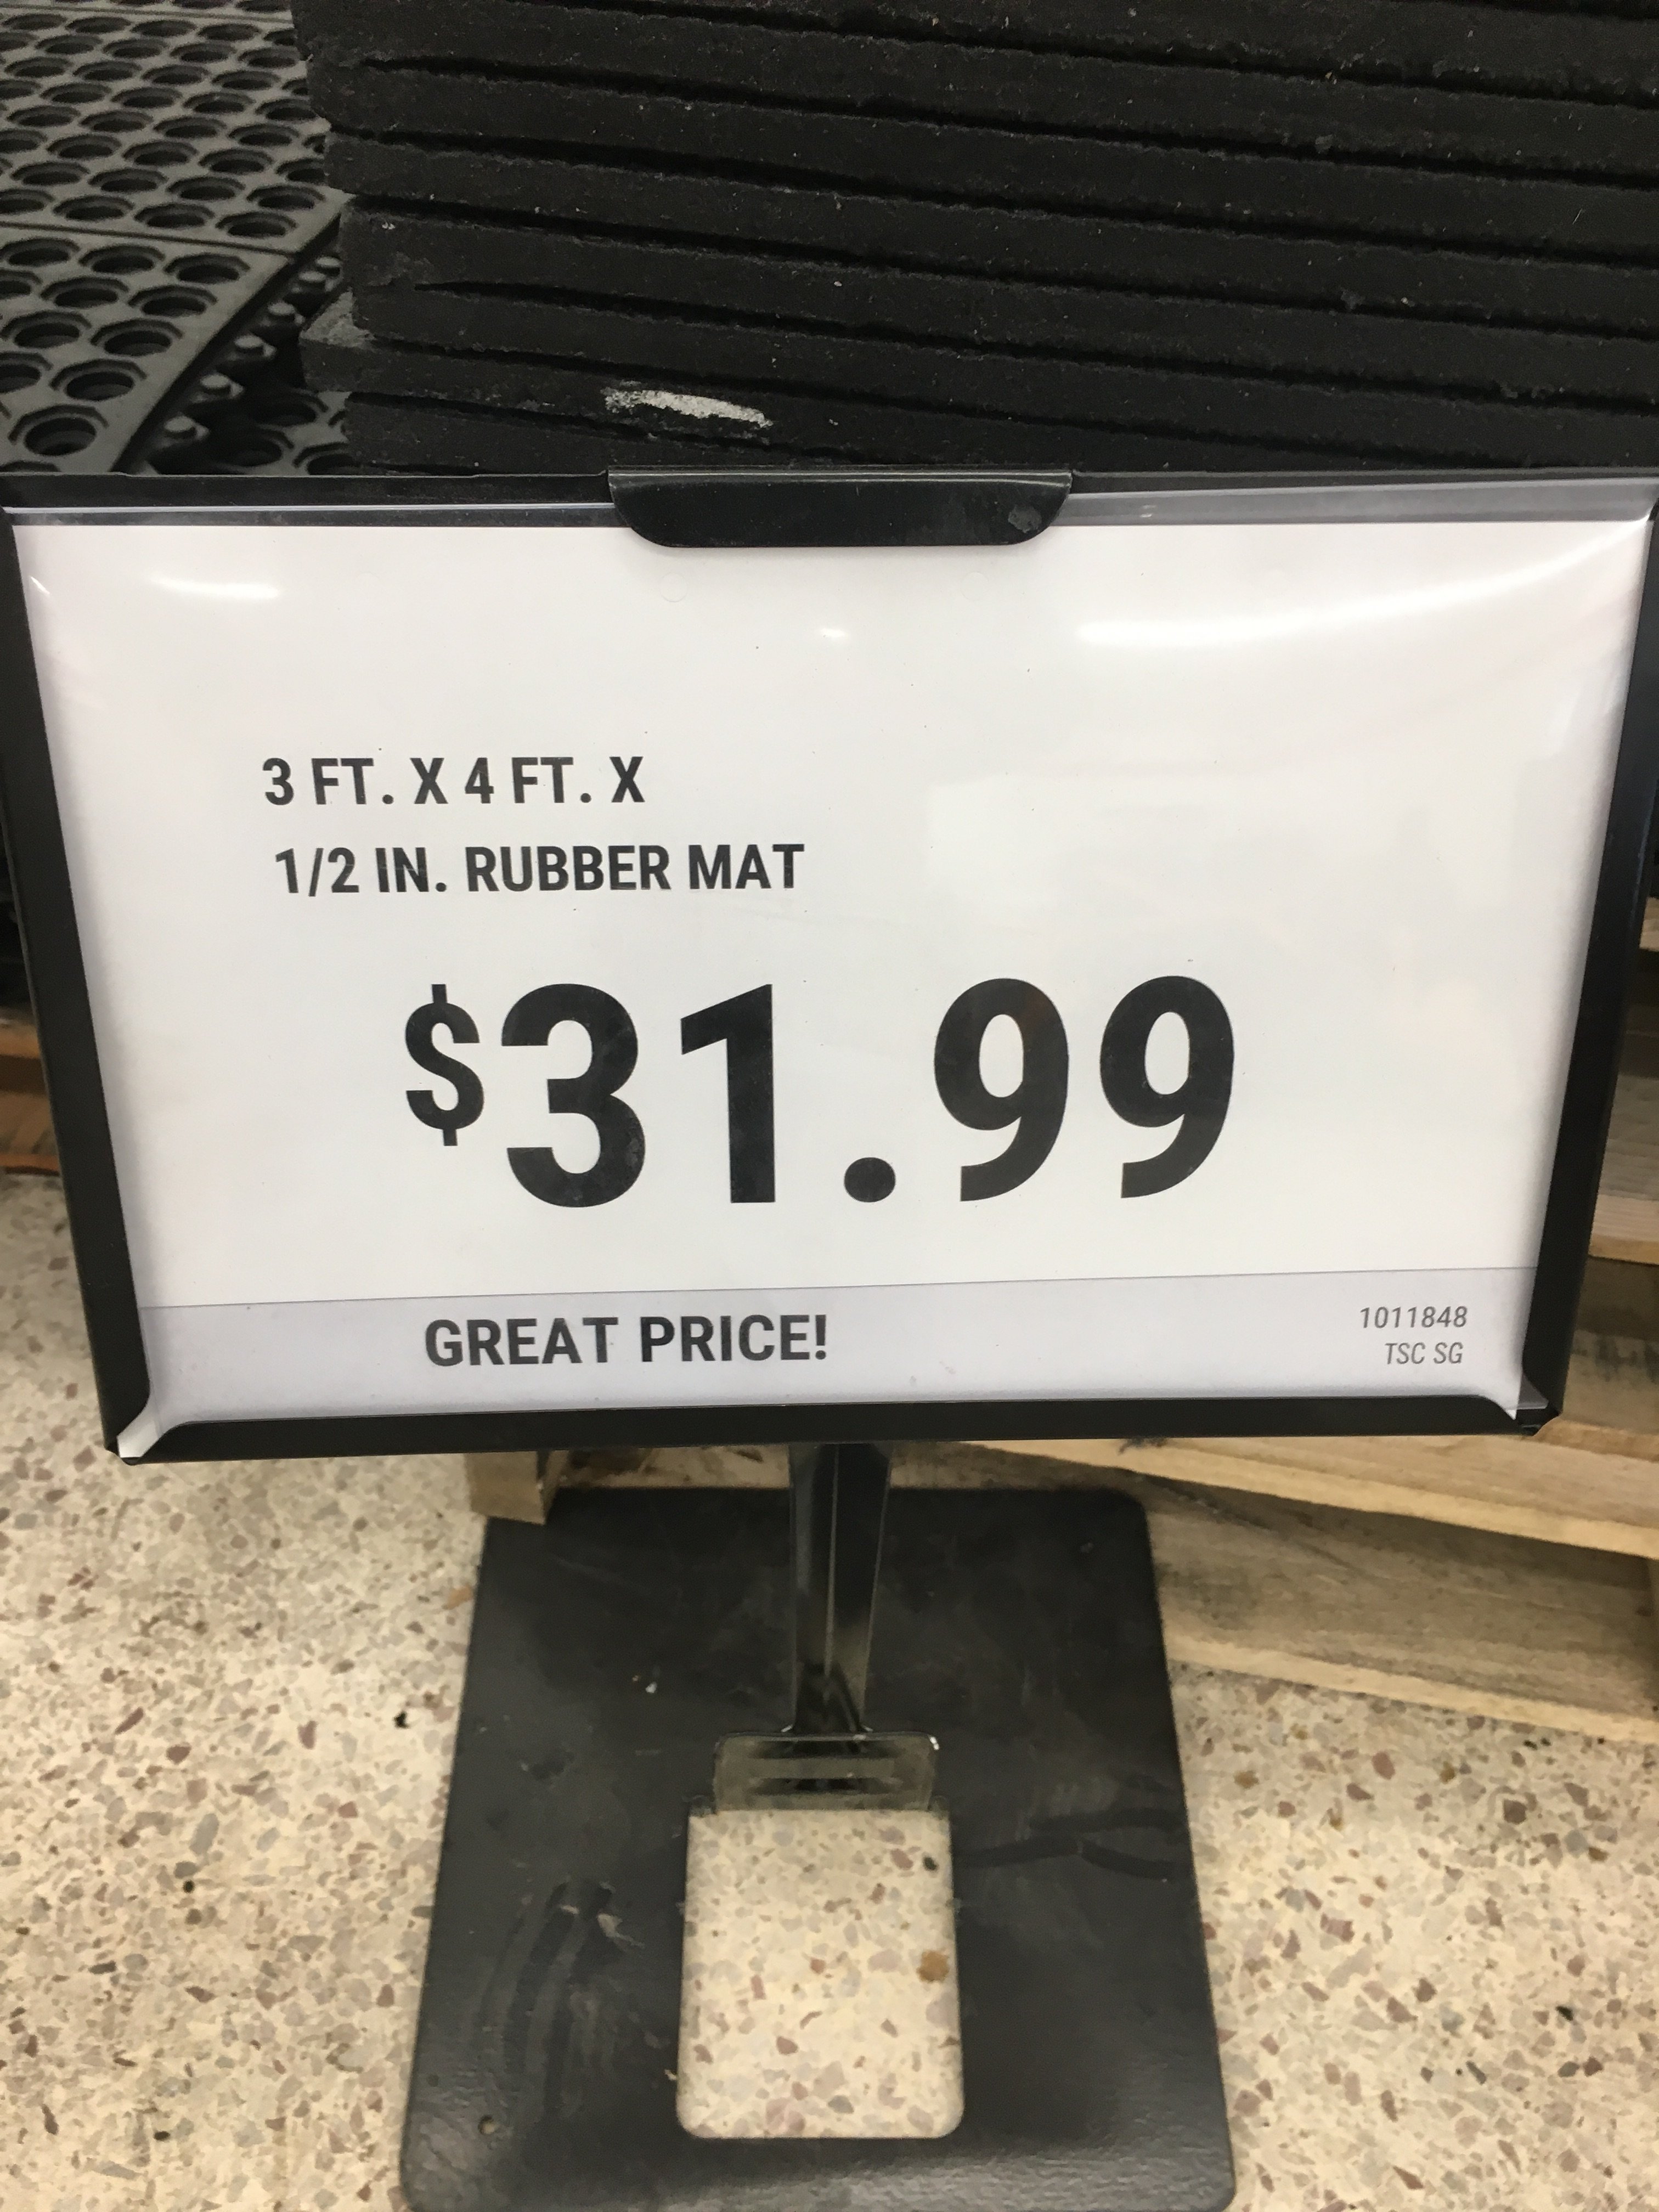 3 FT. X 4 FT. X
1/2 IN. RUBBER MAT
$31.99
GREAT PRICE!
1011848
TSC SG